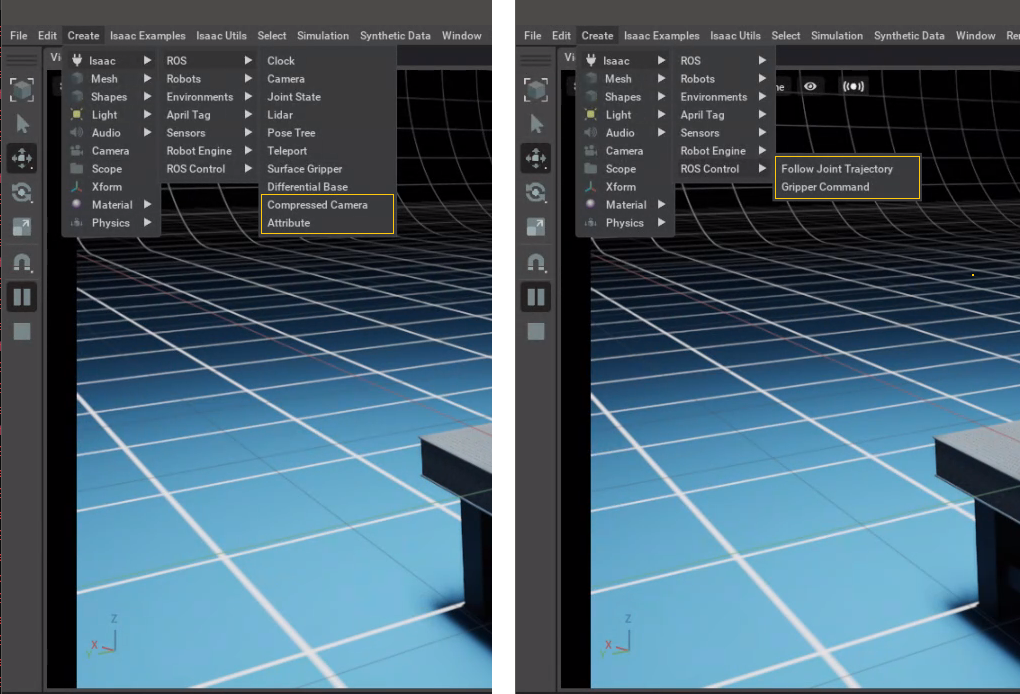 File Edit Create Isaac Examples Isaac Utils Select Simulation Synthetic Data Window
Isaac
Mesh
Shapes
Light
Audio
Camera
Scope
Xform
Material
Physics
ROS
Robots
Environments
April Tag
Sensors
Robot Engine
ROS Control
Clock
Camera
Joint State
Lidar
Pose Tree
Teleport
Surface Gripper
Differential Base
Compressed Camera
Attribute
Z
X
Y
File Edit Create Isaac Examples Isaac Utils Select Simulation Synthetic Data Window
Isaac
Mesh
Shapes
Light
Audio
Camera
Scope
Xform
Material
Physics
ROS
Robots
Environments
April Tag
Sensors
Robot Engine
ROS Control
Follow Joint Trajectory
Gripper Command
Z
X
Y